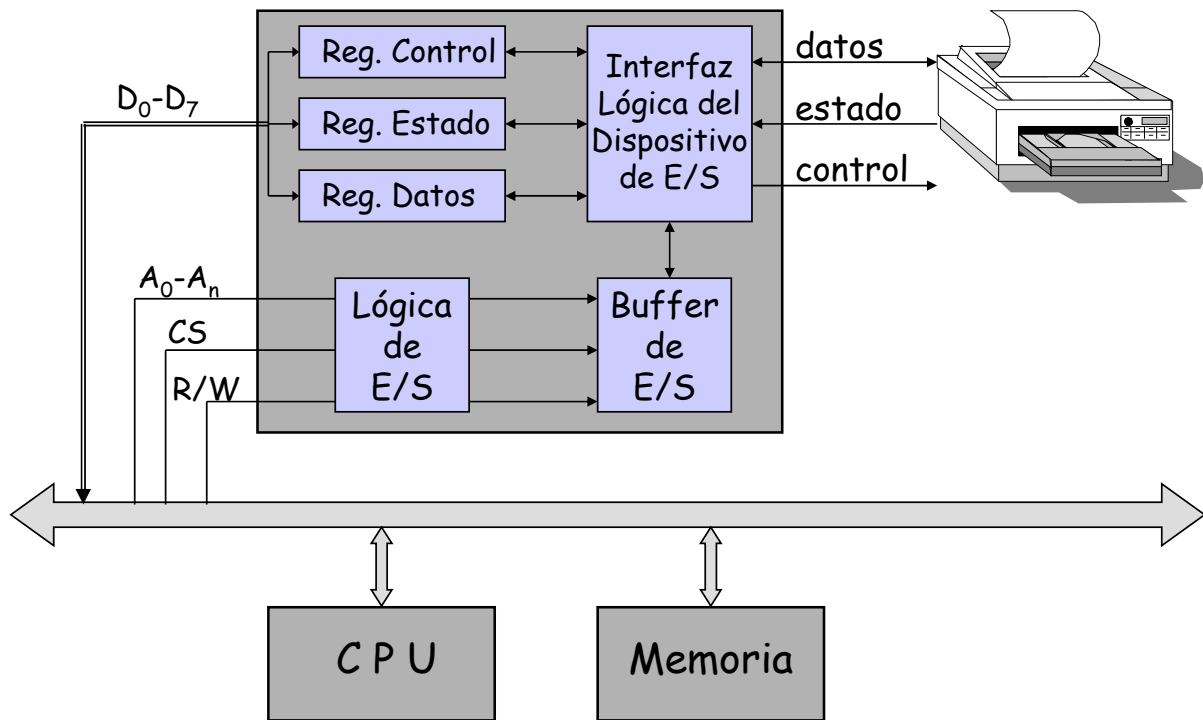 Reg. Control
Reg. Estado
Reg. Datos
Interfaz
Lógica del
Dispositivo
de E/S
datos
estado
control
D₀-D₇
A₀-Aₙ
CS
R/W
Lógica
de
E/S
Buffer
de
E/S
C P U
Memoria